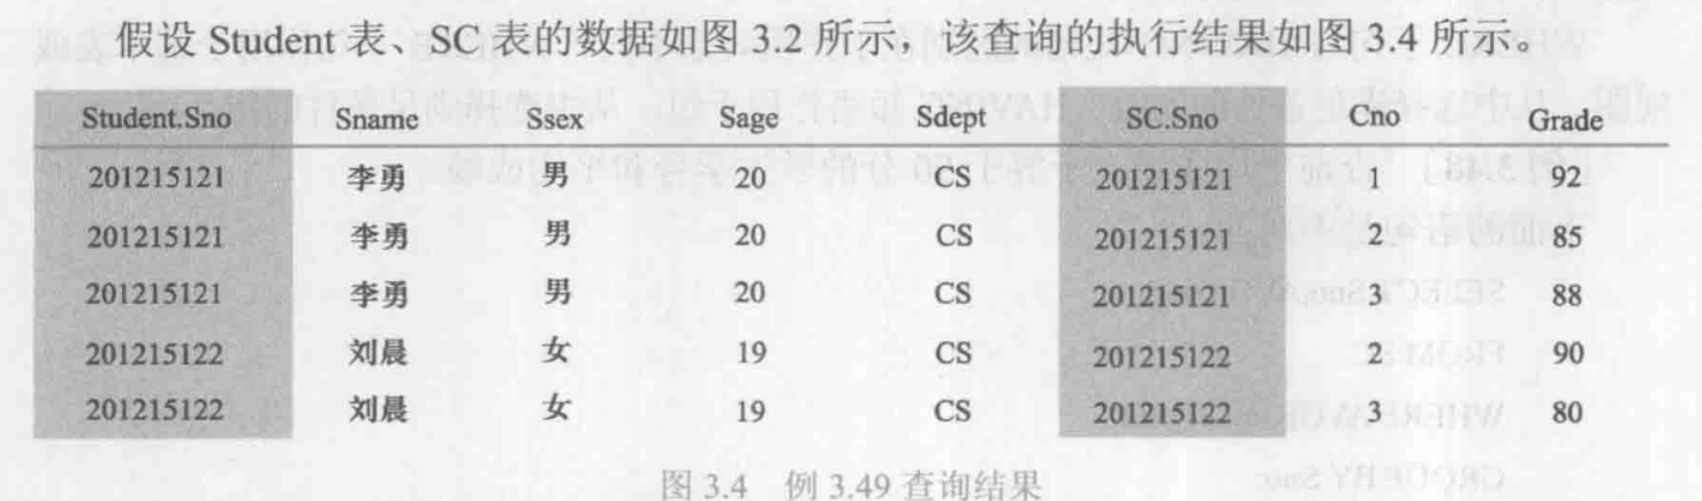 假设 Student 表、SC 表的数据如图 3.2 所示，该查询的执行结果如图 3.4 所示。
Student.Sno Sname Ssex Sage Sdept SC.Sno Cno Grade
201215121 李勇 男 20 CS 201215121 1 92
201215121 李勇 男 20 CS 201215121 2 85
201215121 李勇 男 20 CS 201215121 3 88
201215122 刘晨 女 19 CS 201215122 2 90
201215122 刘晨 女 19 CS 201215122 3 80
图 3.4 例 3.49 查询结果